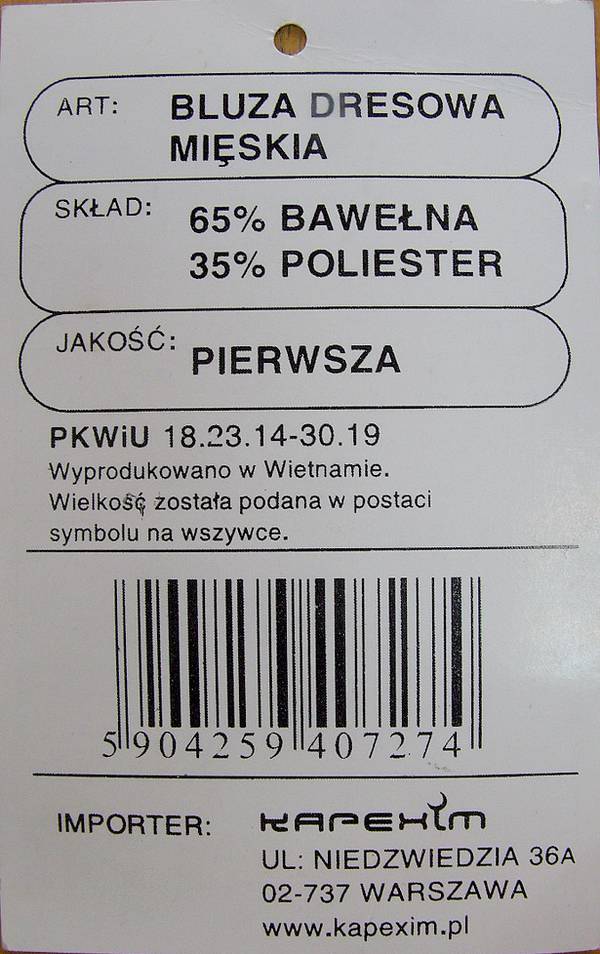 ART: BLUZA DRESOWA
MIĘSKIA
SKŁAD: 65% BAWEŁNA
35% POLIESTER
JAKOŚĆ: PIERWSZA
PKWiU 18.23.14-30.19
Wyprodukowano w Wietnamie.
Wielkość została podana w postaci
symbolu na wszywce.
5 904259 407274
IMPORTER: KAPEXIM
UL: NIEDZWIEDZIA 36A
02-737 WARSZAWA
www.kapexim.pl